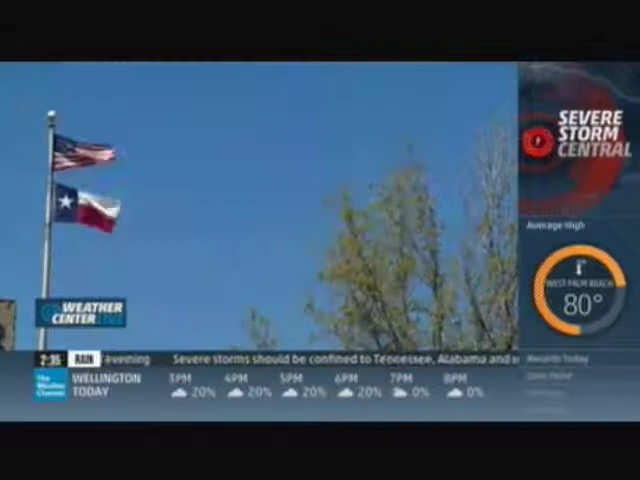 SEVERE
STORM
CENTRAL
Average High
WEST PALM BEACH
80°
WEATHER
CENTER LIVE
2:35 RAIN evening Severe storms should be confined to Tennessee, Alabama and
The
Weather
Channel
WELLINGTON
TODAY
3PM 4PM 5PM 6PM 7PM 8PM
20% 20% 20% 20% 0% 0%